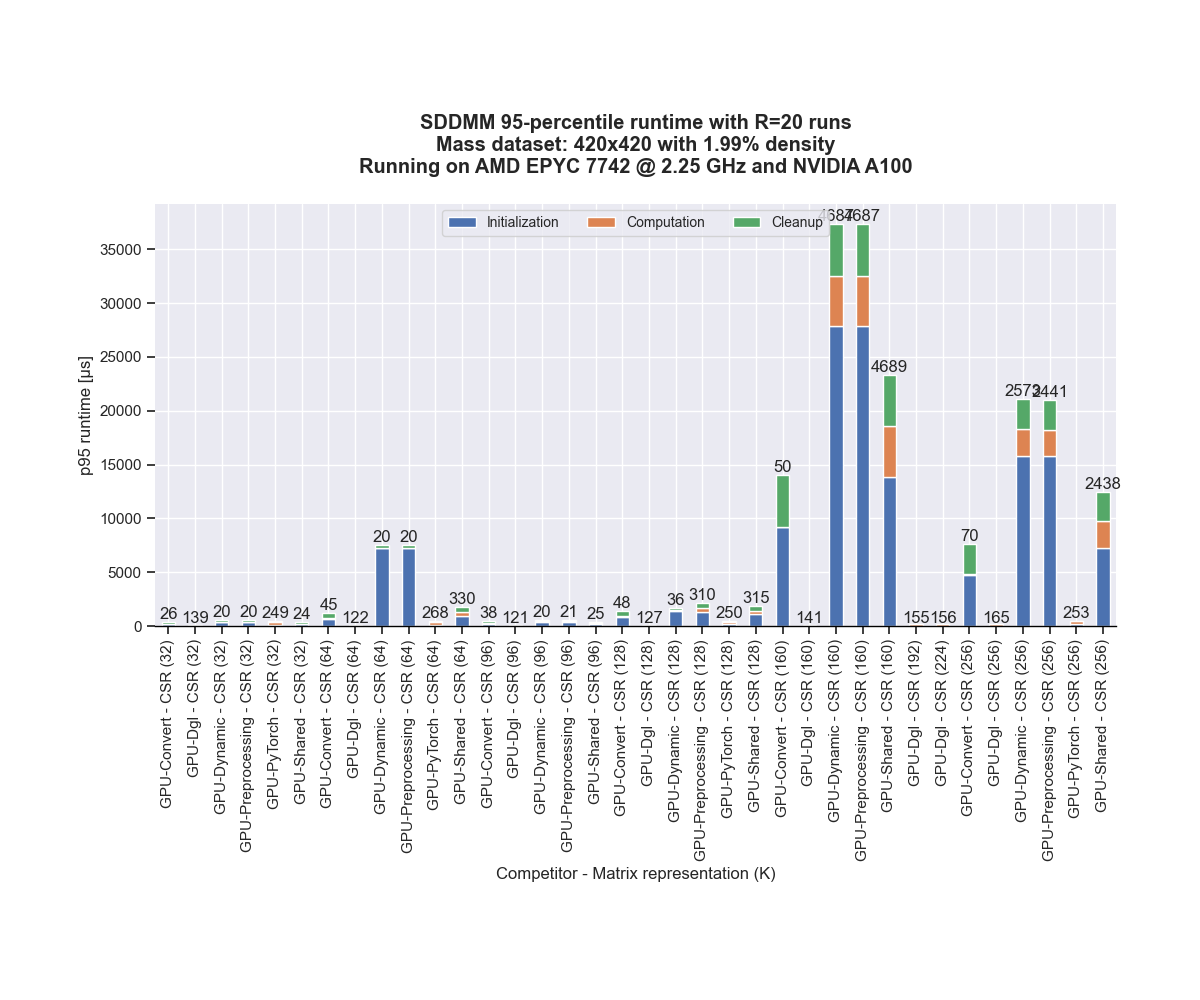 SDDMM 95-percentile runtime with R=20 runs
Mass dataset: 420x420 with 1.99% density
Running on AMD EPYC 7742 @ 2.25 GHz and NVIDIA A100
Initialization
Computation
Cleanup
p95 runtime [μs]
35000
30000
25000
20000
15000
10000
5000
0
26
139
20
20
249
24
45
122
20
20
268
330
38
121
20
21
25
48
127
36
310
250
315
50
141
4687
4687
4689
155
156
70
165
2573
2441
253
2438
GPU-Convert - CSR (32)
GPU-Dgl - CSR (32)
GPU-Dynamic - CSR (32)
GPU-Preprocessing - CSR (32)
GPU-PyTorch - CSR (32)
GPU-Shared - CSR (32)
GPU-Convert - CSR (64)
GPU-Dgl - CSR (64)
GPU-Dynamic - CSR (64)
GPU-Preprocessing - CSR (64)
GPU-PyTorch - CSR (64)
GPU-Shared - CSR (64)
GPU-Convert - CSR (96)
GPU-Dgl - CSR (96)
GPU-Dynamic - CSR (96)
GPU-Preprocessing - CSR (96)
GPU-Shared - CSR (96)
GPU-Convert - CSR (128)
GPU-Dgl - CSR (128)
GPU-Dynamic - CSR (128)
GPU-Preprocessing - CSR (128)
GPU-PyTorch - CSR (128)
GPU-Shared - CSR (128)
GPU-Convert - CSR (160)
GPU-Dgl - CSR (160)
GPU-Dynamic - CSR (160)
GPU-Preprocessing - CSR (160)
GPU-Shared - CSR (160)
GPU-Dgl - CSR (192)
GPU-Dgl - CSR (224)
GPU-Convert - CSR (256)
GPU-Dgl - CSR (256)
GPU-Dynamic - CSR (256)
GPU-Preprocessing - CSR (256)
GPU-PyTorch - CSR (256)
GPU-Shared - CSR (256)
Competitor - Matrix representation (K)